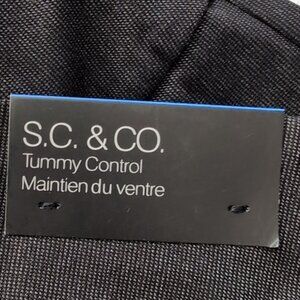 S.C. & CO.
Tummy Control
Maintien du ventre